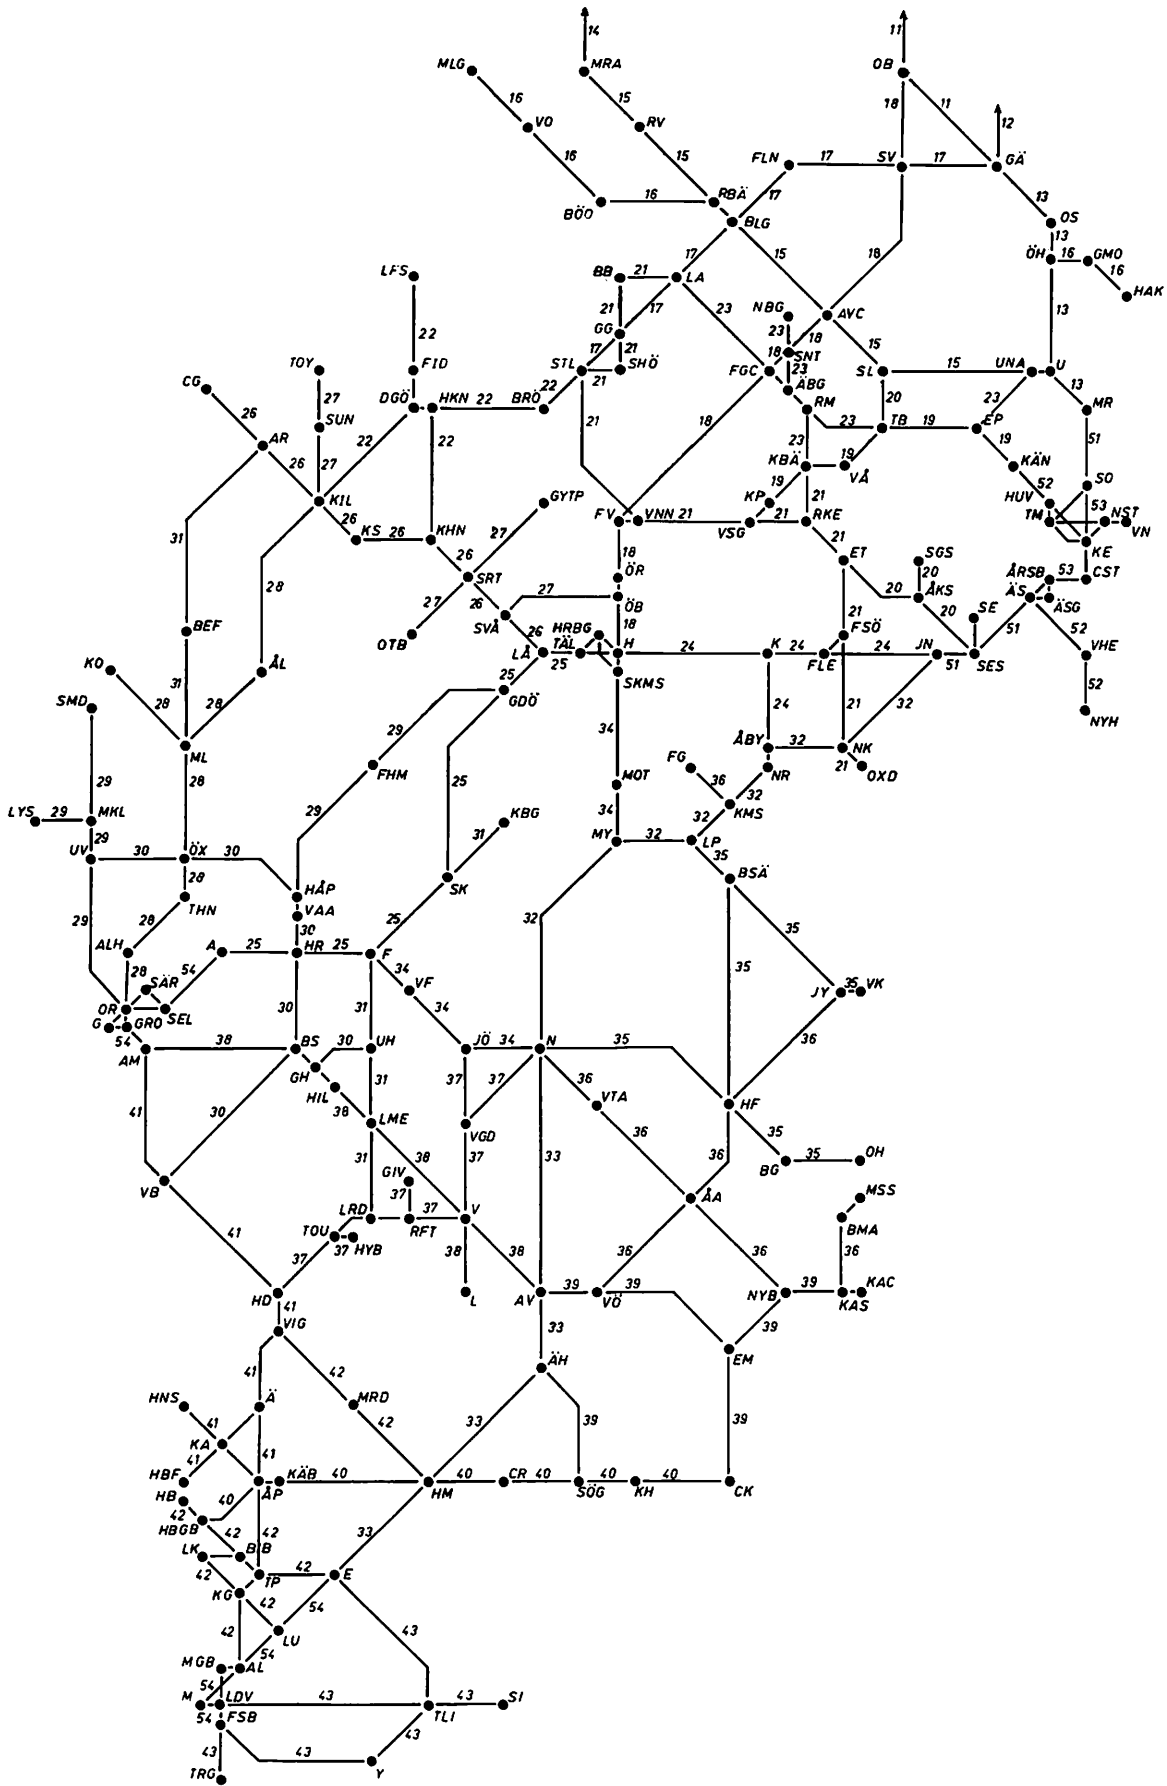 14 11
MLG MRA OB
16 15 18 11 12
VO RV
16 15 FLN 17 SV 17 GÄ
BÖO 16 RBÄ 17 13
BLG OS
13
18 ÖH 16 GMO
17 15 16
LFS BB 21 LA HAK
21 17 23 NBG AVC 13
GG 23 18
22 17 21 18 SNT 15
TOY FID STL 21 SHÖ FGC 23 SL 15 UNA U
CG ÄBG 20 23 13
26 27 DGÖ HKN 22 BRÖ 22 RM MR
SUN 23 TB 19 EP
AR 22 22 21 18 23 19 51
26 27 KBÄ 19 VÅ KÄN
KIL GYTP KP 19 21 52 SO
26 HUV 53
31 KS 26 KHN 27 FV VNN 21 VSG 21 RKE TM NST
VN
26 18 21 KE
28 SRT ÖR ET SGS ÅRSB 53 CST
27 27 ÖB 20 20 ÅKS ÄS ÄSG
26 SVÅ 18 21 SE
BEF OTB HRBG FSÖ 20 51 52
26 TÄL H 24 K 24 24 JN
KO ÅL LÅ 25 FLE 51 SES VHE
28 31 28 25 SKMS 52
SMD GDÖ 24 21 32 NYH
29 34
ML ÅBY 32 NK
FHM FG NR 21 OXD
29 28 25 MOT 36 32
LYS 29 MKL 29 KBG 34 KMS
29 31 MY 32 32 LP
UV 30 ÖX 30 35 BSÄ
28 HÅP SK
THN VAA 32
29 28 30 25 35
ALH A 25 HR 25 F 34 35
28 54 VF
SÄR 34 JY 35 VK
OR SEL 30 31
G GRO
54 38 BS 30 UH JÖ 34 N 35 36
AM GH
HIL 31 37 37 36 VTA
41 30 38 LME VGD HF
31 38 37 33 36 36 35
VB GIV BG 35 OH
37 ÅA MSS
LRD 37 V
TOU RFT BMA
41 37 HYB 38 38 36 36 36
37 KAC
HD L AV 39 VÖ 39 NYB 39 KAS
41
VIG 33 39
41 42 ÄH EM
HNS Ä MRD
41 42 33 39 39
KA
41 41
HBF KÄB 40 40 CR 40 40 40
HB 40 ÅP HM SÖG KH CK
42 42
HBGB 42 33
LK BIB 42
42 TP E
KG 42 54
42 LU 43
54
MGB AL
54
M LDV 43 43 SI
54 FSB TLI
43 43 43
TRG Y